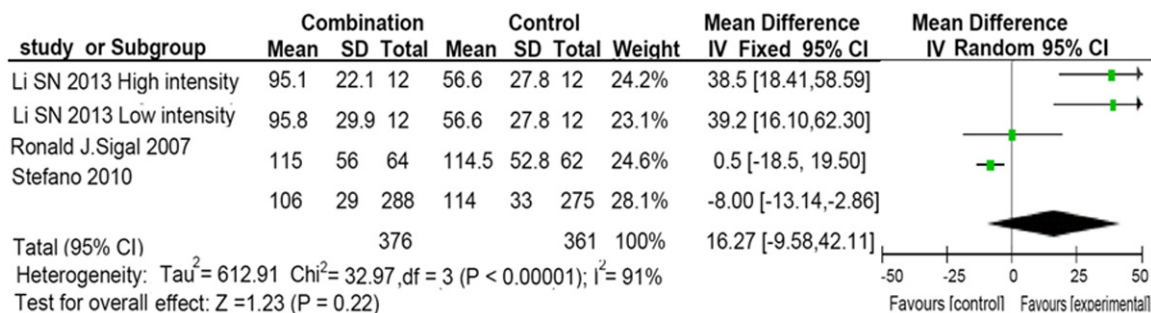 Combination Control Mean Difference Mean Difference
study or Subgroup Mean SD Total Mean SD Total Weight IV Fixed 95% CI IV Random 95% CI
Li SN 2013 High intensity 95.1 22.1 12 56.6 27.8 12 24.2% 38.5 [18.41,58.59]
Li SN 2013 Low intensity 95.8 29.9 12 56.6 27.8 12 23.1% 39.2 [16.10,62.30]
Ronald J.Sigal 2007 115 56 64 114.5 52.8 62 24.6% 0.5 [-18.5, 19.50]
Stefano 2010 106 29 288 114 33 275 28.1% -8.00 [-13.14,-2.86]
Tatal (95% CI) 376 361 100% 16.27 [-9.58,42.11]
Heterogeneity: Tau²= 612.91 Chi²= 32.97,df = 3 (P < 0.00001); I²= 91%
-50 -25 0 25 50
Test for overall effect: Z =1.23 (P = 0.22) Favours [control] Favours [experimental]